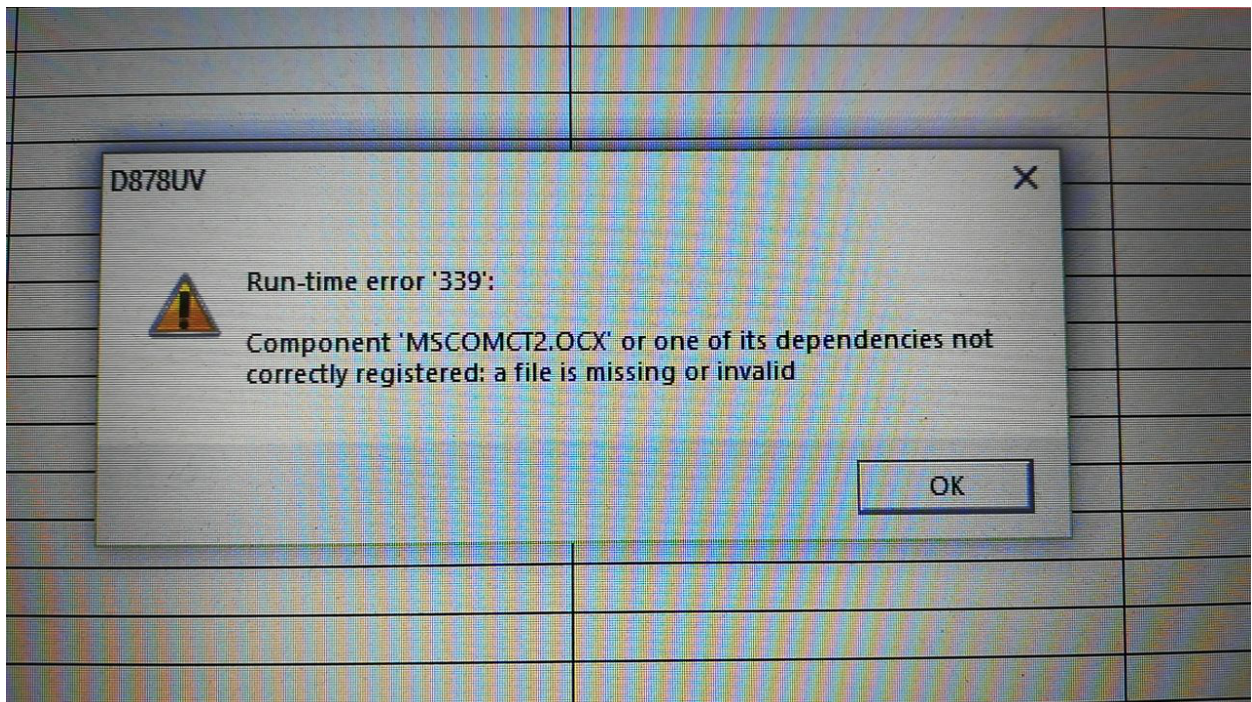 D878UV
Run-time error '339':
Component 'MSCOMCT2.OCX' or one of its dependencies not
correctly registered: a file is missing or invalid
OK